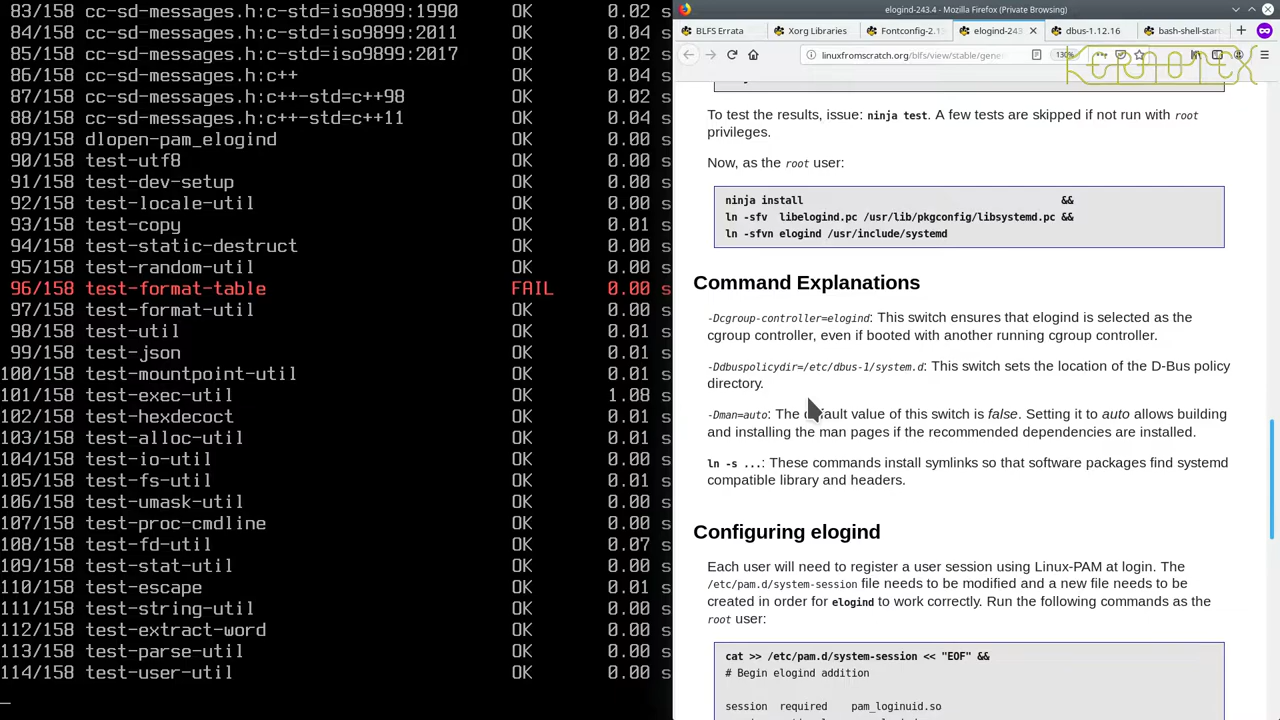 83/158 cc-sd-messages.h:c-std=iso9899:1990 OK 0.02 s
84/158 cc-sd-messages.h:c-std=iso9899:2011 OK 0.04 s
85/158 cc-sd-messages.h:c-std=iso9899:2017 OK 0.02 s
86/158 cc-sd-messages.h:c++ OK 0.04 s
87/158 cc-sd-messages.h:c++-std=c++98 OK 0.02 s
88/158 cc-sd-messages.h:c++-std=c++11 OK 0.04 s
89/158 dlopen-pam_elogind OK 0.00 s
90/158 test-utf8 OK 0.00 s
91/158 test-dev-setup OK 0.00 s
92/158 test-locale-util OK 0.00 s
93/158 test-copy OK 0.01 s
94/158 test-static-destruct OK 0.00 s
95/158 test-random-util OK 0.00 s
96/158 test-format-table FAIL 0.00 s
97/158 test-format-util OK 0.00 s
98/158 test-util OK 0.01 s
99/158 test-json OK 0.01 s
100/158 test-mountpoint-util OK 0.01 s
101/158 test-exec-util OK 1.08 s
102/158 test-hexdecoct OK 0.01 s
103/158 test-alloc-util OK 0.01 s
104/158 test-io-util OK 0.00 s
105/158 test-fs-util OK 0.01 s
106/158 test-umask-util OK 0.00 s
107/158 test-proc-cmdline OK 0.00 s
108/158 test-fd-util OK 0.07 s
109/158 test-stat-util OK 0.00 s
110/158 test-escape OK 0.00 s
111/158 test-string-util OK 0.00 s
112/158 test-extract-word OK 0.00 s
113/158 test-parse-util OK 0.00 s
114/158 test-user-util OK 0.00 s
elogind-243.4 - Mozilla Firefox (Private Browsing)
BLFS Errata
Xorg Libraries
Fontconfig-2.1
elogind-243
dbus-1.12.16
bash-shell-star
linuxfromscratch.org/blfs/view/stable/gene
130%
To test the results, issue: ninja test. A few tests are skipped if not run with root
privileges.
Now, as the root user:
ninja install &&
ln -sfv libelogind.pc /usr/lib/pkgconfig/libsystemd.pc &&
ln -sfvn elogind /usr/include/systemd
Command Explanations
-Dcgroup-controller=elogind: This switch ensures that elogind is selected as the
cgroup controller, even if booted with another running cgroup controller.
-Ddbuspolicydir=/etc/dbus-1/system.d: This switch sets the location of the D-Bus policy
directory.
-Dman=auto: The default value of this switch is false. Setting it to auto allows building
and installing the man pages if the recommended dependencies are installed.
ln -s ...: These commands install symlinks so that software packages find systemd
compatible library and headers.
Configuring elogind
Each user will need to register a user session using Linux-PAM at login. The
/etc/pam.d/system-session file needs to be modified and a new file needs to be
created in order for elogind to work correctly. Run the following commands as the
root user:
cat >> /etc/pam.d/system-session << "EOF" &&
# Begin elogind addition
session required pam_loginuid.so